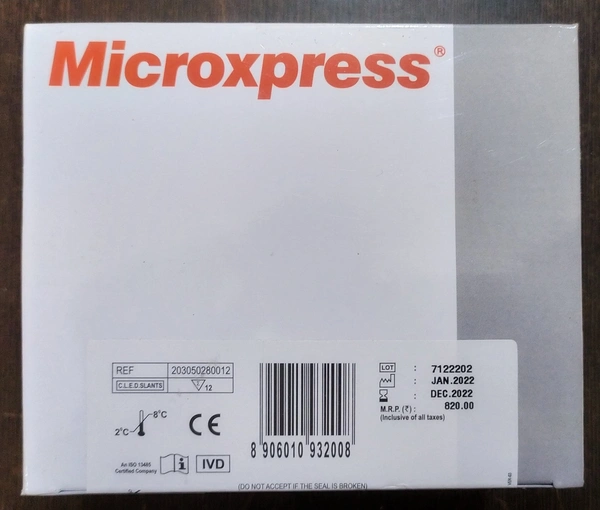 Microxpress®
REF 203050280012
C.L.E.D.SLANTS 12
2°C 8°C
CE
An ISO 13485
Certified Company
i
IVD
8 906010 932008
LOT : 7122202
: JAN.2022
: DEC.2022
M.R.P. (₹) : 820.00
(Inclusive of all taxes)
(DO NOT ACCEPT IF THE SEAL IS BROKEN)